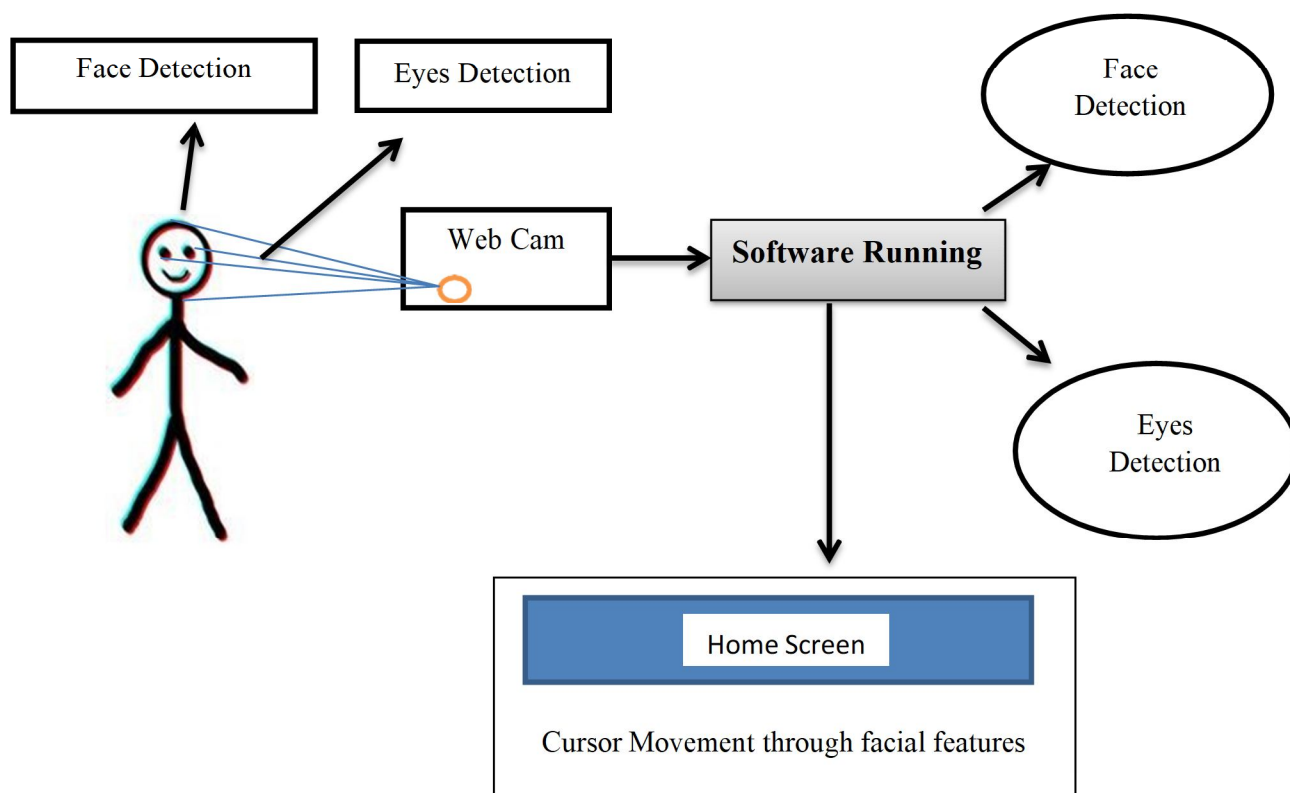 Face Detection
Eyes Detection
Face
Detection
Web Cam
Software Running
Eyes
Detection
Home Screen
Cursor Movement through facial features